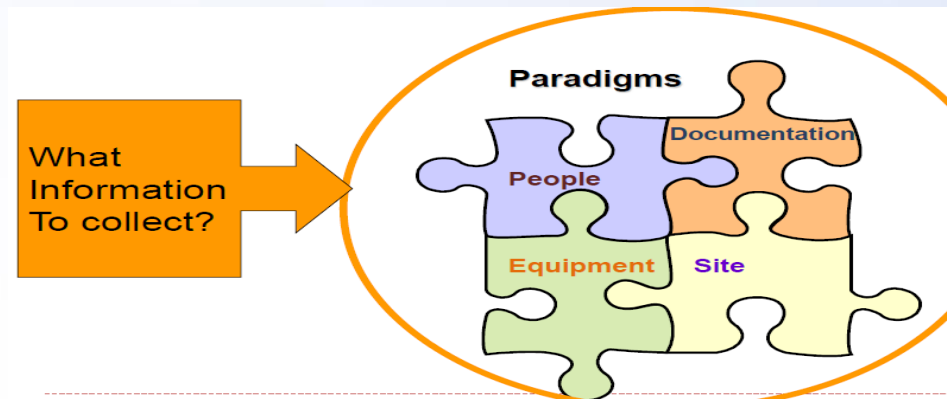 What
Information
To collect?
Paradigms
Documentation
People
Equipment
Site